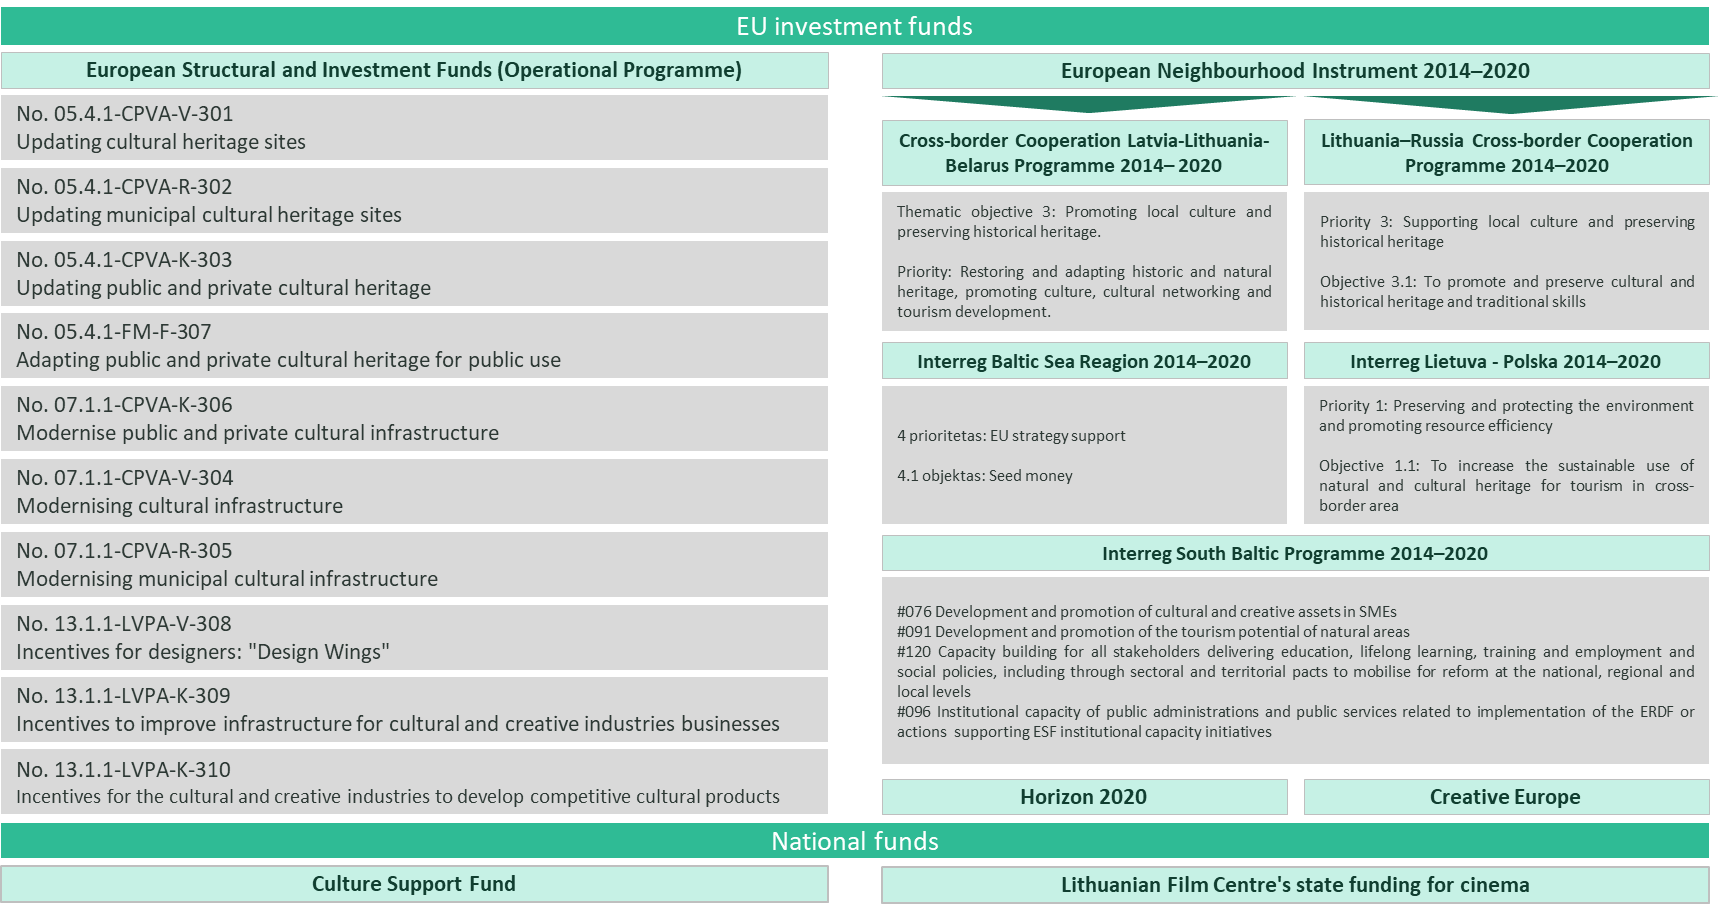 EU investment funds
European Structural and Investment Funds (Operational Programme)
No. 05.4.1-CPVA-V-301
Updating cultural heritage sites
No. 05.4.1-CPVA-R-302
Updating municipal cultural heritage sites
No. 05.4.1-CPVA-K-303
Updating public and private cultural heritage
No. 05.4.1-FM-F-307
Adapting public and private cultural heritage for public use
No. 07.1.1-CPVA-K-306
Modernise public and private cultural infrastructure
No. 07.1.1-CPVA-V-304
Modernising cultural infrastructure
No. 07.1.1-CPVA-R-305
Modernising municipal cultural infrastructure
No. 13.1.1-LVPA-V-308
Incentives for designers: "Design Wings"
No. 13.1.1-LVPA-K-309
Incentives to improve infrastructure for cultural and creative industries businesses
No. 13.1.1-LVPA-K-310
Incentives for the cultural and creative industries to develop competitive cultural products
European Neighbourhood Instrument 2014–2020
Cross-border Cooperation Latvia-Lithuania-
Belarus Programme 2014– 2020
Thematic objective 3: Promoting local culture and
preserving historical heritage.
Priority: Restoring and adapting historic and natural
heritage, promoting culture, cultural networking and
tourism development.
Lithuania–Russia Cross-border Cooperation
Programme 2014–2020
Priority 3: Supporting local culture and preserving
historical heritage
Objective 3.1: To promote and preserve cultural and
historical heritage and traditional skills
Interreg Baltic Sea Reagion 2014–2020
4 prioritetas: EU strategy support
4.1 objektas: Seed money
Interreg Lietuva - Polska 2014–2020
Priority 1: Preserving and protecting the environment
and promoting resource efficiency
Objective 1.1: To increase the sustainable use of
natural and cultural heritage for tourism in cross-
border area
Interreg South Baltic Programme 2014–2020
#076 Development and promotion of cultural and creative assets in SMEs
#091 Development and promotion of the tourism potential of natural areas
#120 Capacity building for all stakeholders delivering education, lifelong learning, training and employment and
social policies, including through sectoral and territorial pacts to mobilise for reform at the national, regional and
local levels
#096 Institutional capacity of public administrations and public services related to implementation of the ERDF or
actions supporting ESF institutional capacity initiatives
Horizon 2020
Creative Europe
National funds
Culture Support Fund
Lithuanian Film Centre's state funding for cinema